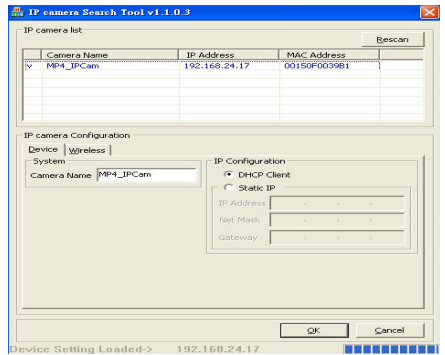 IP camera Search Tool v1.1.0.3
IP camera list
Rescan
Camera Name IP Address MAC Address
v MP4_IPCam 192.168.24.17 00150F0039B1
IP camera Configuration
Device Wireless
System
Camera Name MP4_IPCam
IP Configuration
DHCP Client
Static IP
IP Address
Net Mask
Gateway
OK Cancel
Device Setting Loaded-> 192.168.24.17